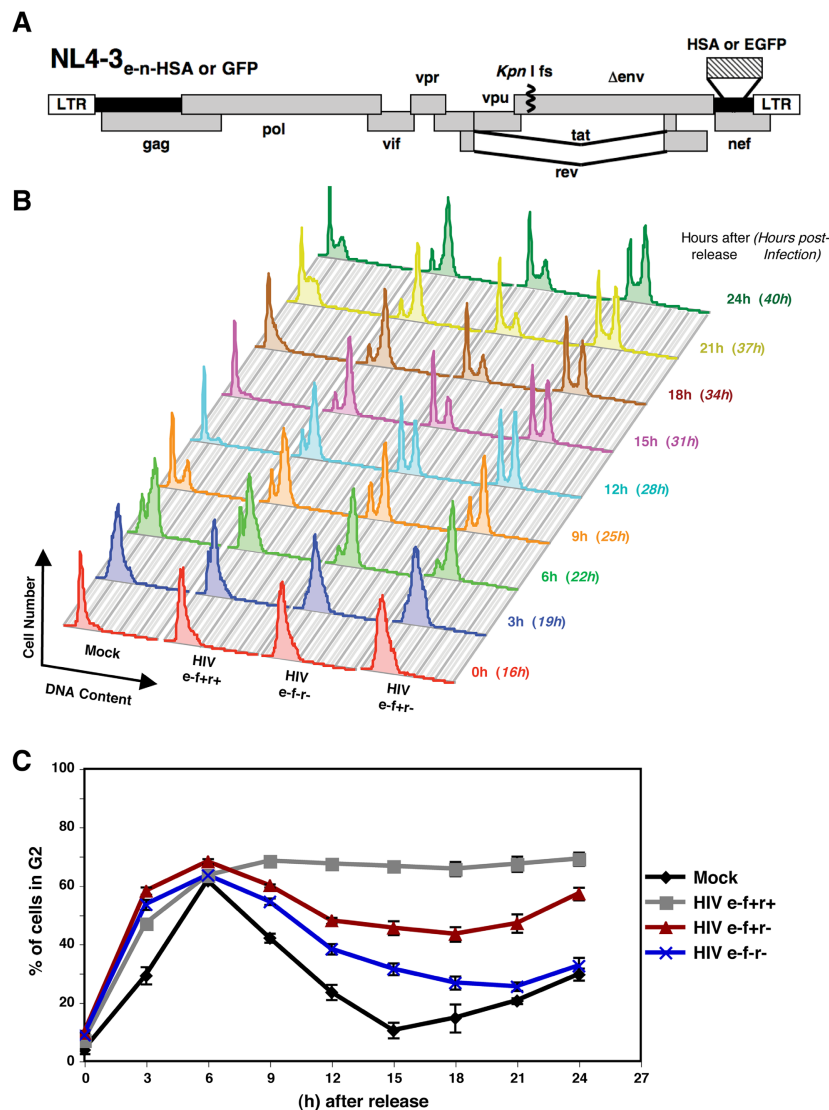 A
NL4-3e-n-HSA or GFP
HSA or EGFP
Kpn I fs
Δenv
vpr
vpu
LTR
LTR
gag
pol
vif
tat
rev
nef
B
Hours after (Hours post-
release Infection)
24h (40h)
21h (37h)
18h (34h)
15h (31h)
12h (28h)
9h (25h)
6h (22h)
3h (19h)
0h (16h)
Cell Number
DNA Content
Mock
HIV
e-f+r+
HIV
e-f-r-
HIV
e-f+r-
C
% of cells in G2
100
80
60
40
20
0
0 3 6 9 12 15 18 21 24 27
(h) after release
Mock
HIV e-f+r+
HIV e-f+r-
HIV e-f-r-